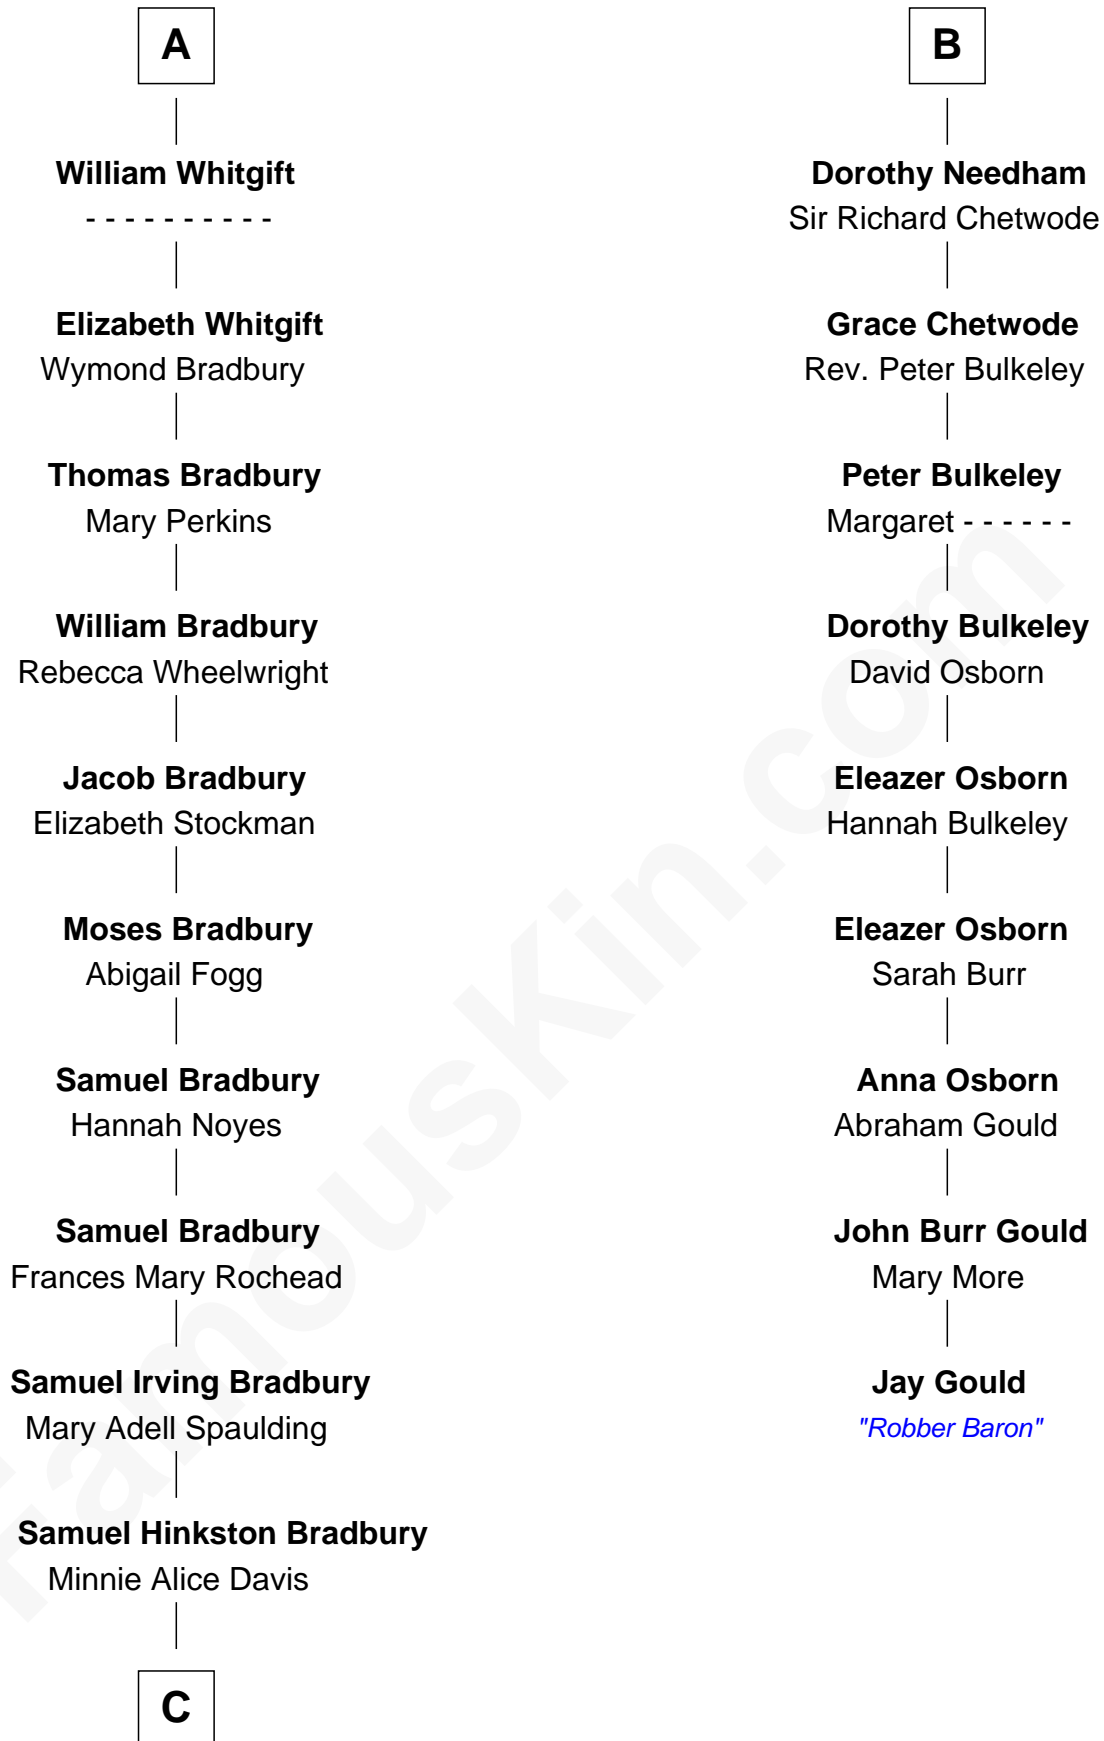 A
William Whitgift
- - - - - - - - - -
Elizabeth Whitgift
Wymond Bradbury
Thomas Bradbury
Mary Perkins
William Bradbury
Rebecca Wheelwright
Jacob Bradbury
Elizabeth Stockman
Moses Bradbury
Abigail Fogg
Samuel Bradbury
Hannah Noyes
Samuel Bradbury
Frances Mary Rochead
Samuel Irving Bradbury
Mary Adell Spaulding
Samuel Hinkston Bradbury
Minnie Alice Davis
C
B
Dorothy Needham
Sir Richard Chetwode
Grace Chetwode
Rev. Peter Bulkeley
Peter Bulkeley
Margaret - - - - - -
Dorothy Bulkeley
David Osborn
Eleazer Osborn
Hannah Bulkeley
Eleazer Osborn
Sarah Burr
Anna Osborn
Abraham Gould
John Burr Gould
Mary More
Jay Gould
"Robber Baron"
FamousKin.com